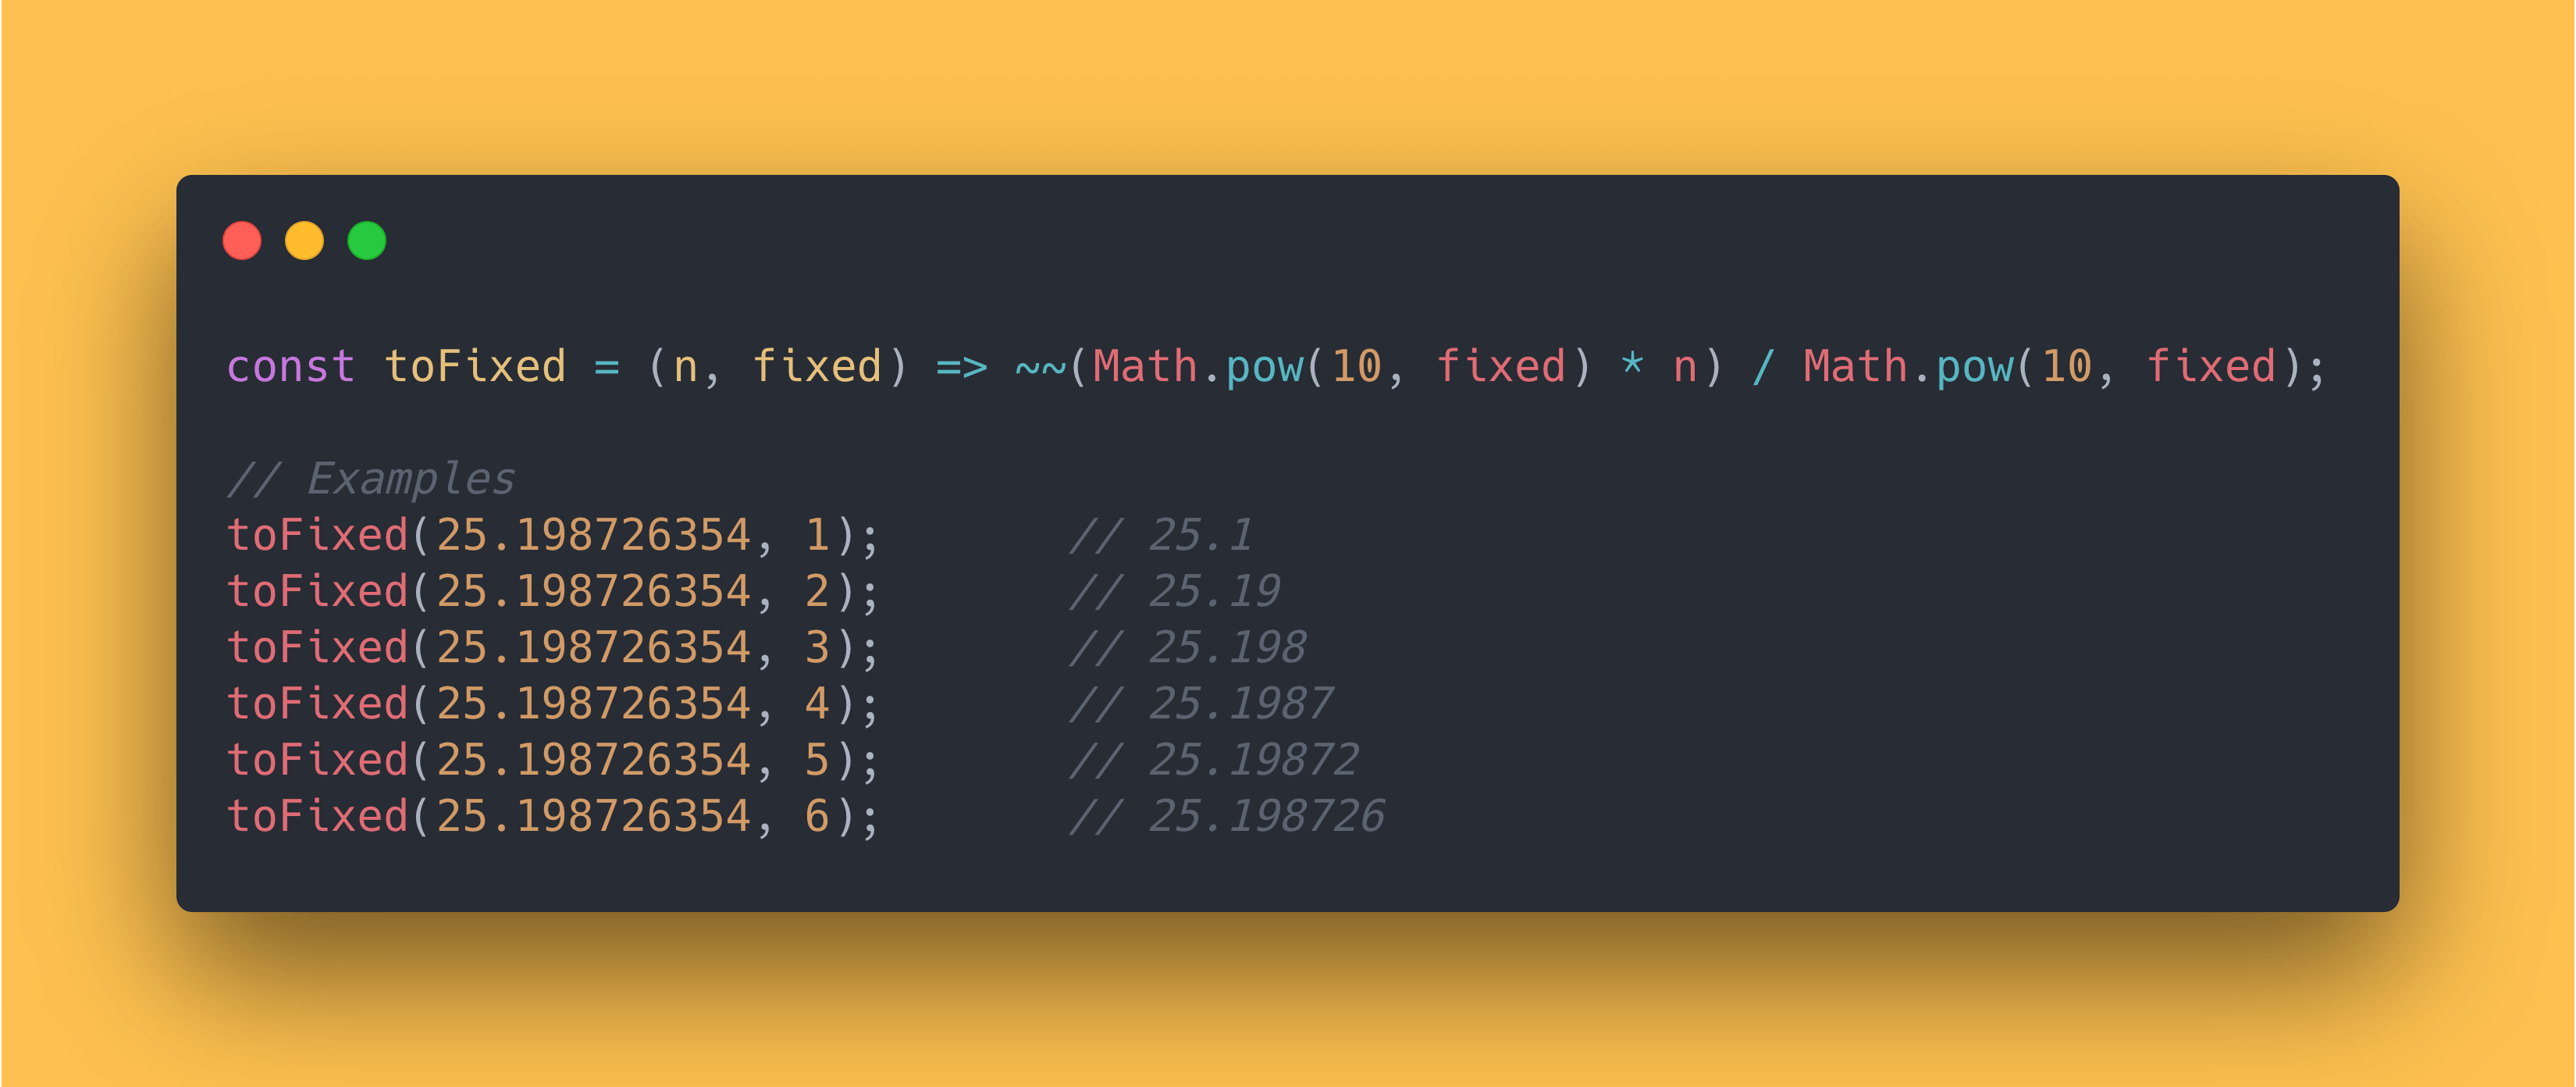 const toFixed = (n, fixed) => ~~(Math.pow(10, fixed) * n) / Math.pow(10, fixed);
// Examples
toFixed(25.198726354, 1);       // 25.1
toFixed(25.198726354, 2);       // 25.19
toFixed(25.198726354, 3);       // 25.198
toFixed(25.198726354, 4);       // 25.1987
toFixed(25.198726354, 5);       // 25.19872
toFixed(25.198726354, 6);       // 25.198726